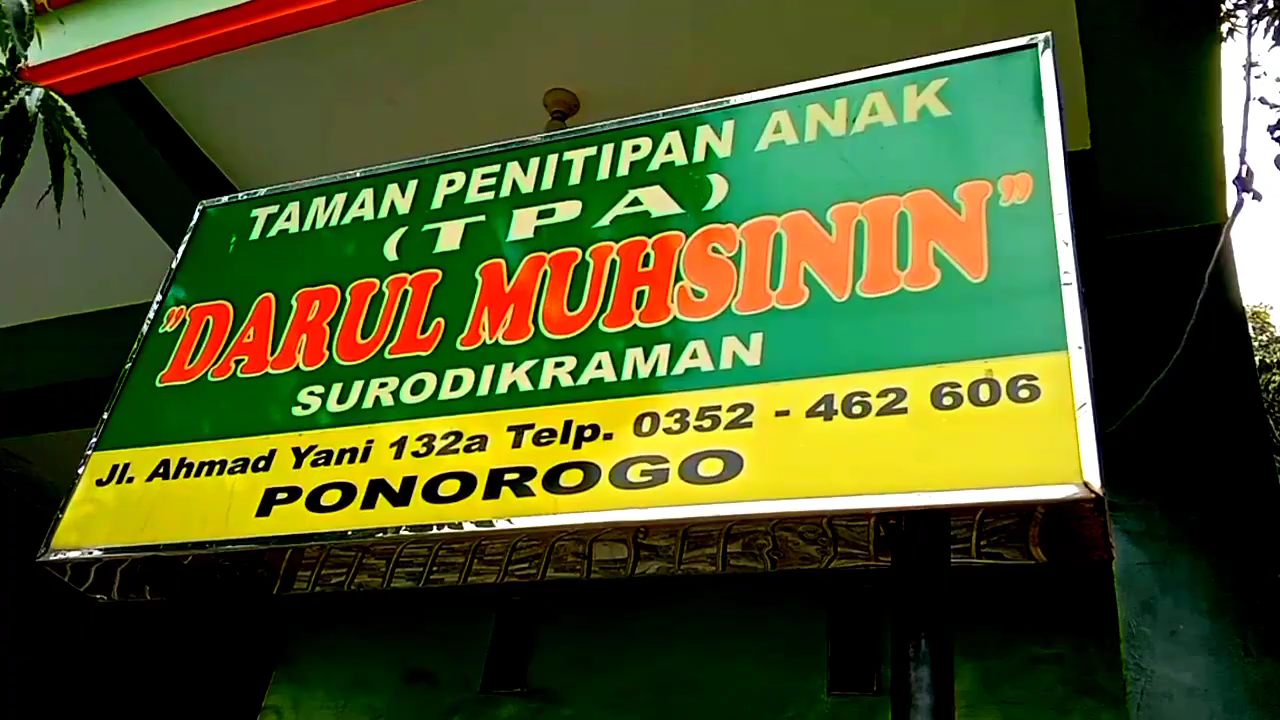 TAMAN PENITIPAN ANAK
(TPA)
"DARUL MUHSININ"
SURODIKRAMAN
Jl. Ahmad Yani 132a Telp. 0352 - 462 606
PONOROGO